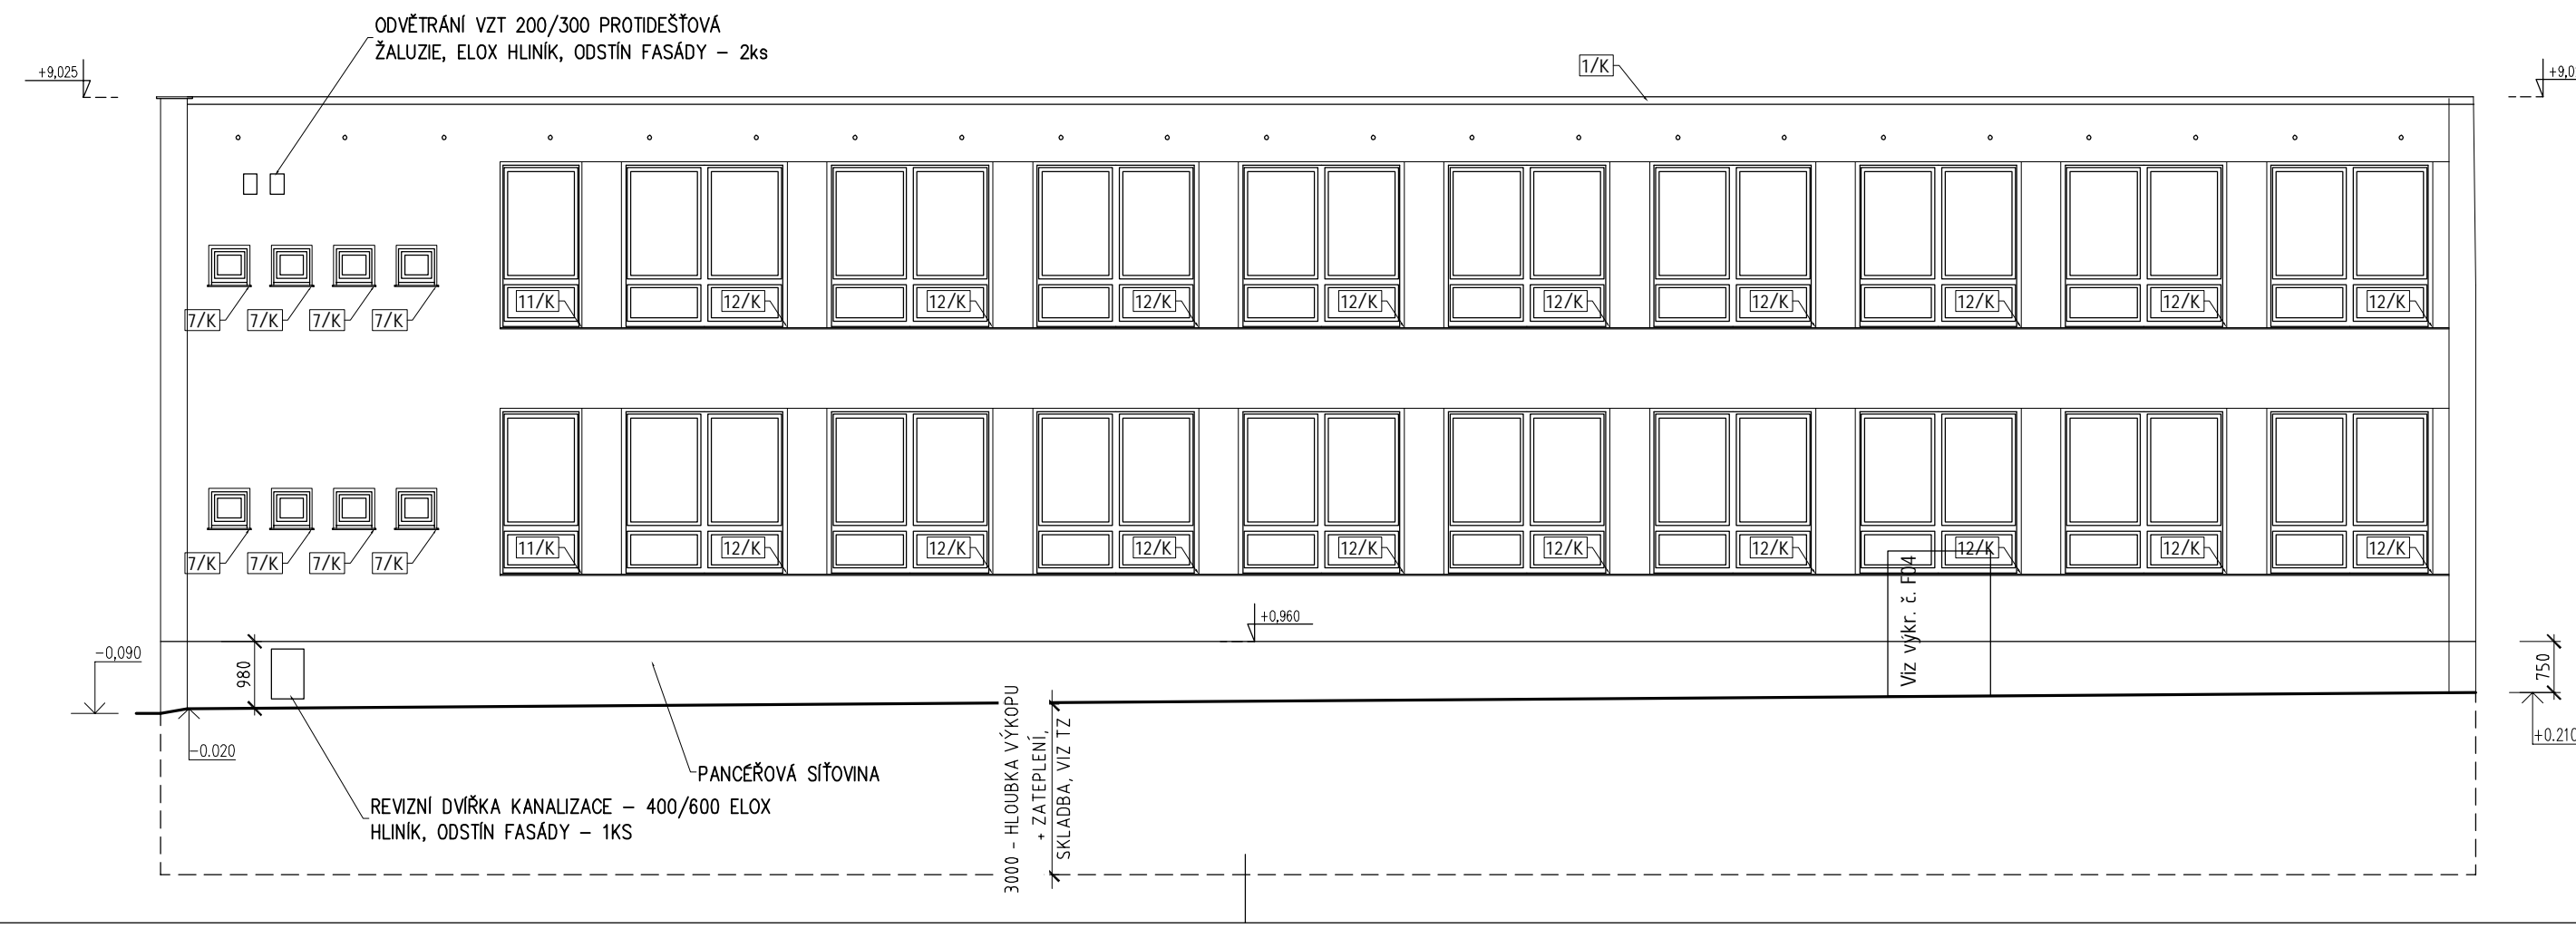 ODVĚTRÁNÍ VZT 200/300 PROTIDEŠŤOVÁ
ŽALUZIE, ELOX HLINÍK, ODSTÍN FASÁDY – 2ks
+9,025
1/K
+9,0
11/K 12/K 12/K 12/K 12/K 12/K 12/K 12/K 12/K 12/K
7/K 7/K 7/K 7/K
11/K 12/K 12/K 12/K 12/K 12/K 12/K 12/K 12/K 12/K
7/K 7/K 7/K 7/K
Viz výkr. č. F04
+0,960
-0,090
980
750
-0.020
+0.210
PANCÉŘOVÁ SÍŤOVINA
REVIZNÍ DVÍŘKA KANALIZACE – 400/600 ELOX
HLINÍK, ODSTÍN FASÁDY – 1KS
3000 - HLOUBKA VÝKOPU
+ ZATEPLENÍ,
SKLADBA, VIZ TZ